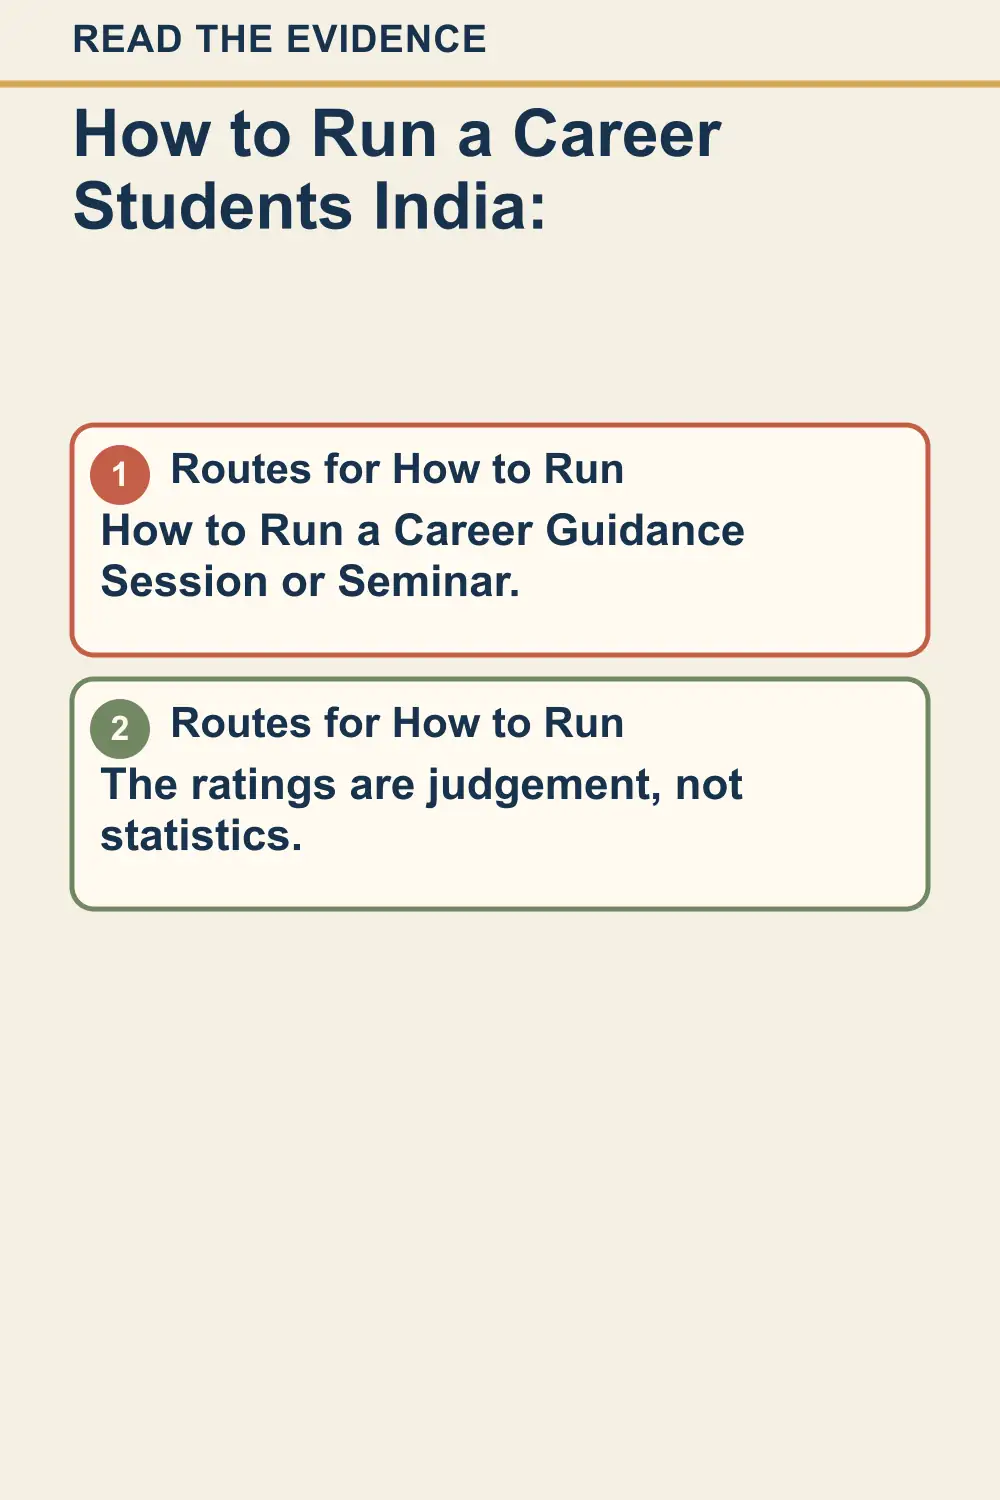 READ THE EVIDENCE
How to Run a Career
Students India:
1 Routes for How to Run
How to Run a Career Guidance
Session or Seminar.
2 Routes for How to Run
The ratings are judgement, not
statistics.